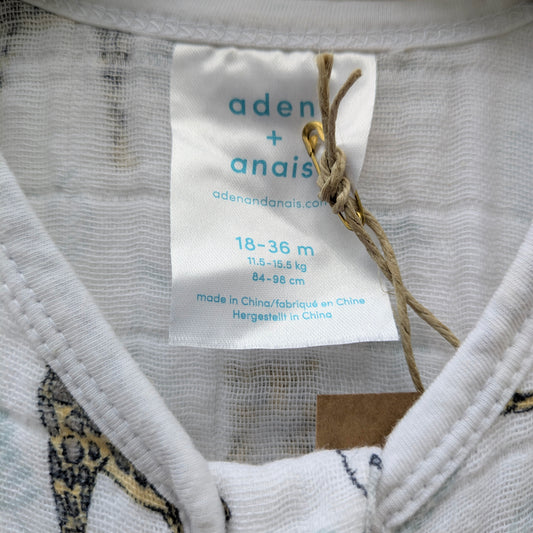 aden
+
anais
adenandanais.com
18-36 m
11.5-15.5 kg
84-98 cm
made in China/fabriqué en Chine
Hergestellt in China